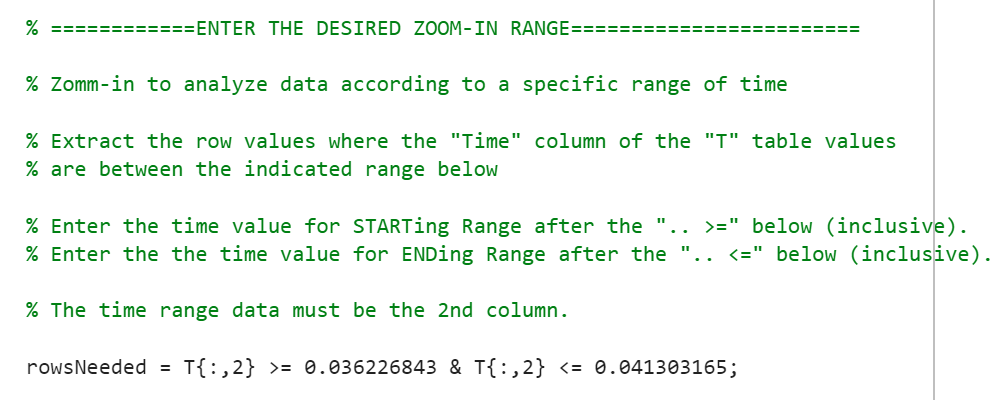 % ============ENTER THE DESIRED ZOOM-IN RANGE========================
% Zomm-in to analyze data according to a specific range of time
% Extract the row values where the "Time" column of the "T" table values
% are between the indicated range below
% Enter the time value for STARTing Range after the ".. >=" below (inclusive).
% Enter the the time value for ENDing Range after the ".. <=" below (inclusive).
% The time range data must be the 2nd column.
rowsNeeded = T{:,2} >= 0.036226843 & T{:,2} <= 0.041303165;